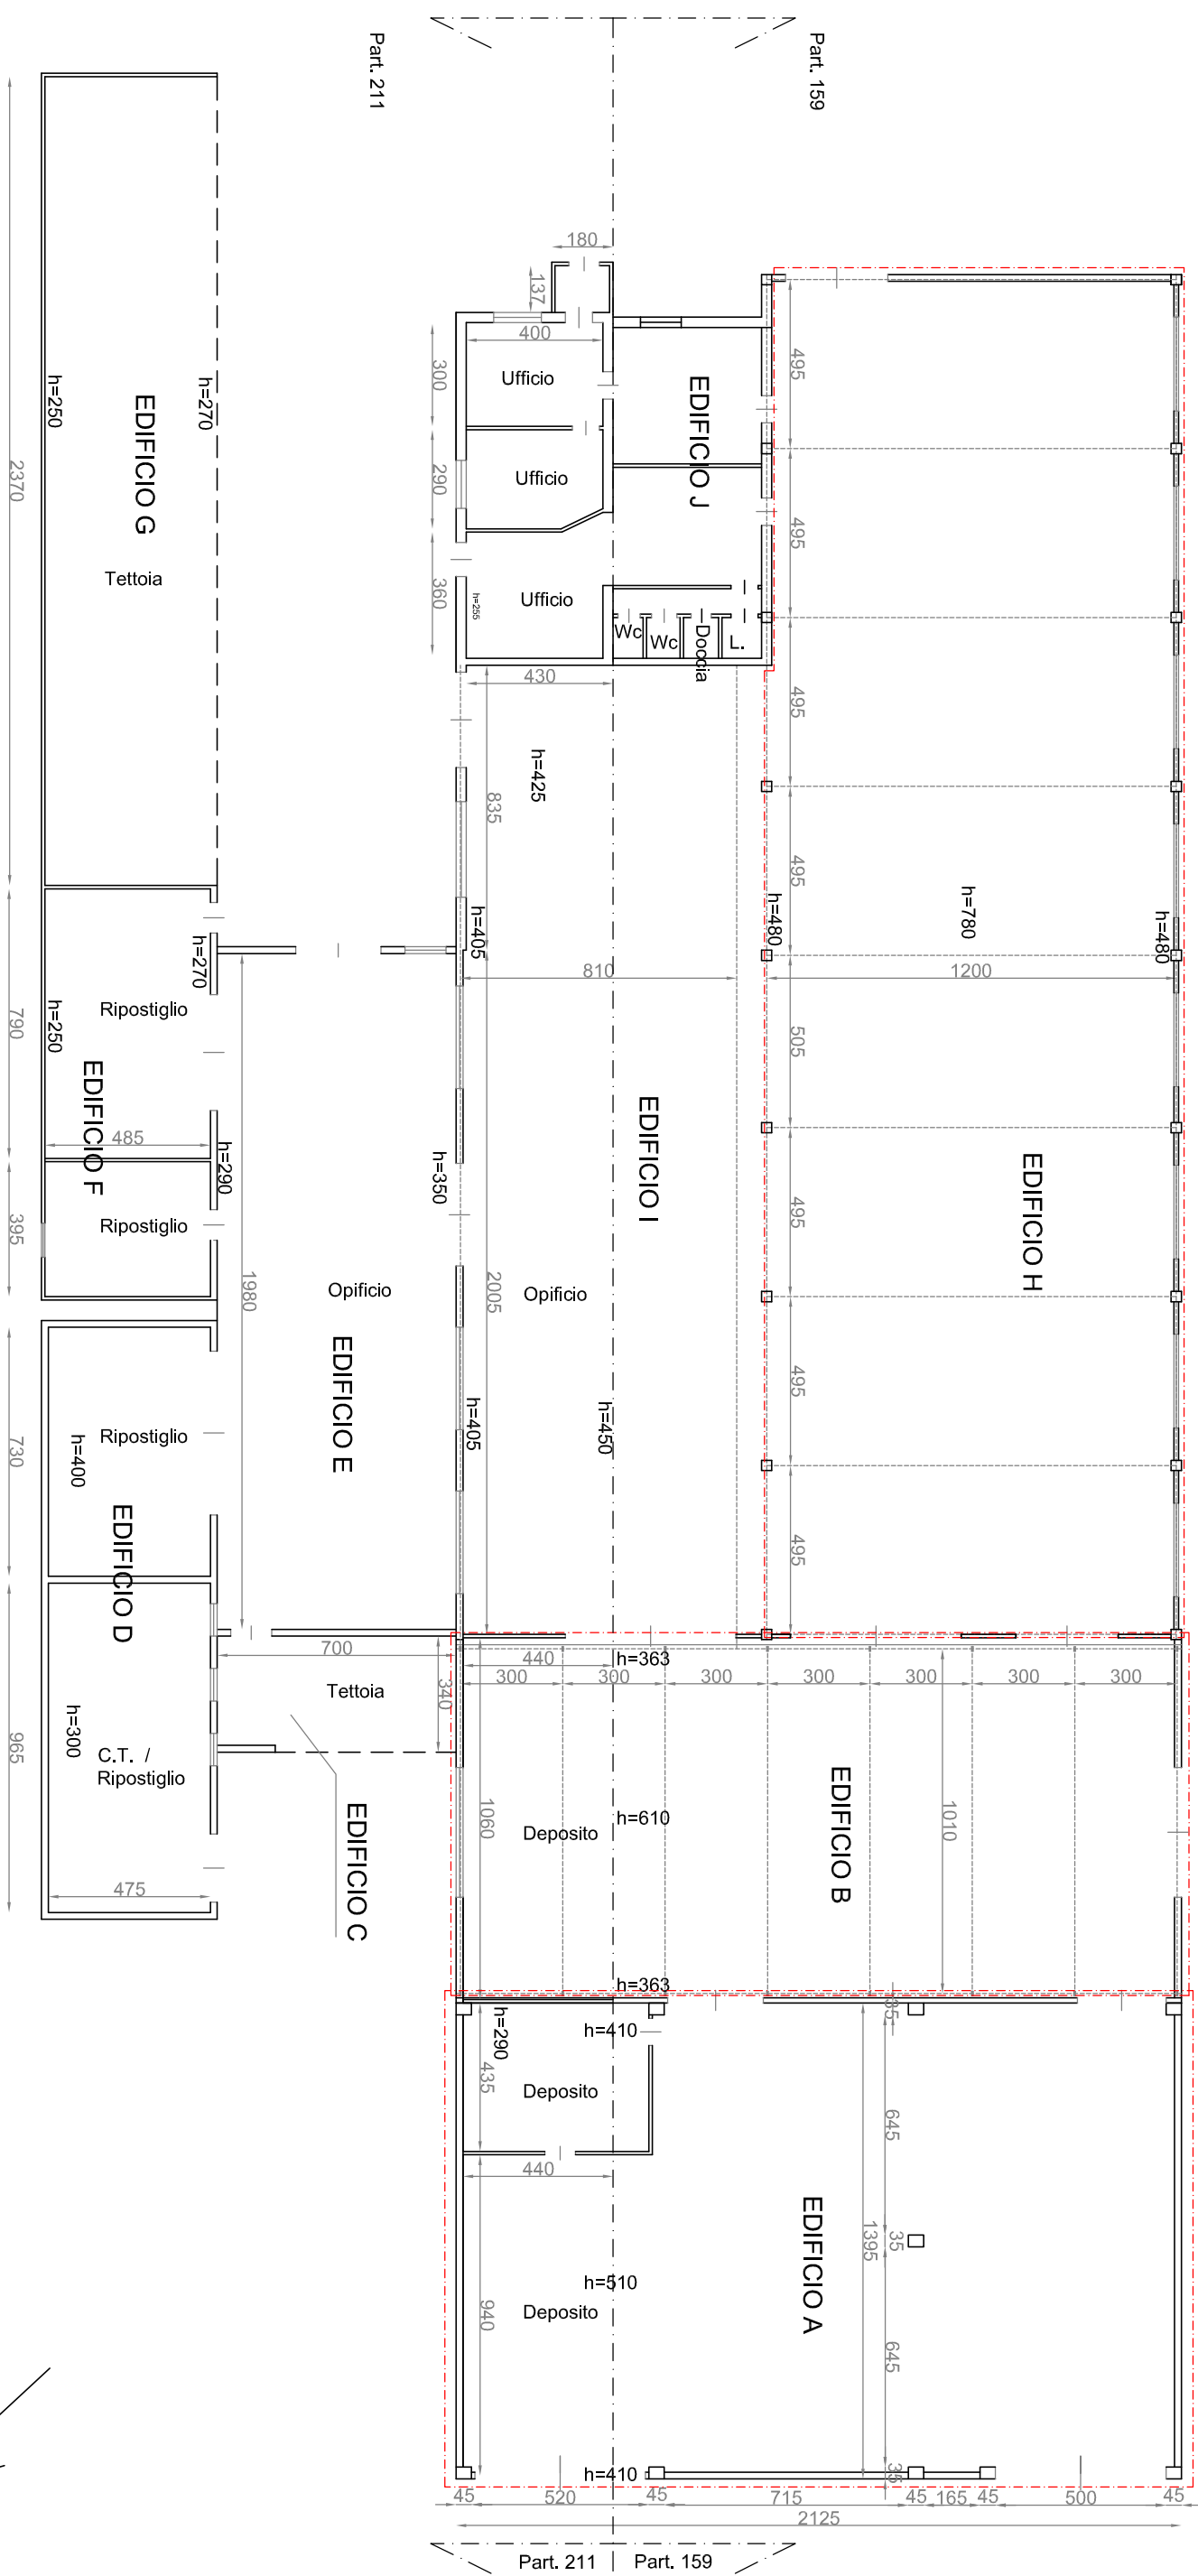 Part. 211
Part. 159
180
137
400
300
Ufficio
290
Ufficio
360
Ufficio
h=255
430
EDIFICIO J
Wc
Wc
Doccia
L.
495
495
495
495
505
495
495
495
h=270
h=250
EDIFICIO G
Tettoia
2370
h=425
835
h=405
h=480
h=780
h=480
810
1200
h=270
Ripostiglio
h=250
790
EDIFICIO F
485
h=290
395
Ripostiglio
h=350
EDIFICIO I
EDIFICIO H
1980
Opificio
2005
Opificio
EDIFICIO E
h=405
h=450
730
Ripostiglio
h=400
EDIFICIO D
700
340
Tettoia
440
h=363
300
300
300
300
300
300
300
965
h=300
C.T. /
Ripostiglio
475
EDIFICIO C
1060
Deposito
h=610
EDIFICIO B
1010
h=363
35
h=290
h=410
435
Deposito
645
440
EDIFICIO A
1395
35
h=510
Deposito
940
645
h=410
35
45
520
45
715
45
165
45
500
45
2125
Part. 211
Part. 159